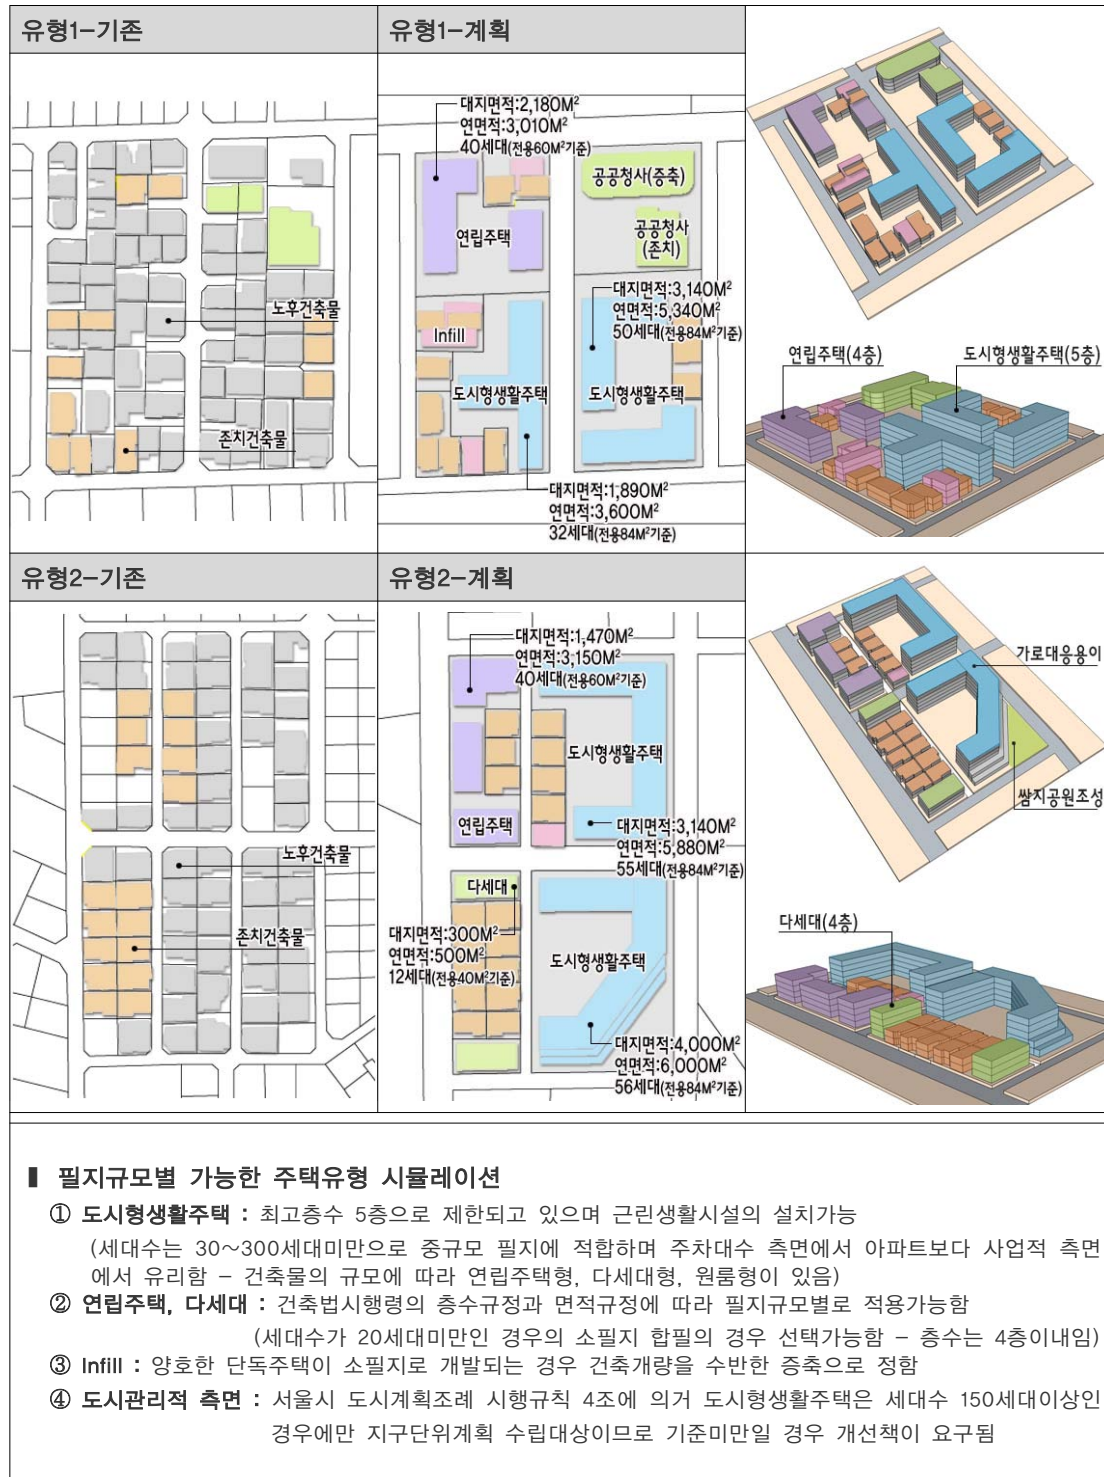 유형1-기존
유형1-계획
대지면적:2,180M²
연면적:3,010M²
40세대(전용60M²기준)
공공청사(증축)
연립주택
공공청사
(존치)
노후건축물
대지면적:3,140M²
연면적:5,340M²
50세대(전용84M²기준)
Infill
도시형생활주택
도시형생활주택
존치건축물
대지면적:1,890M²
연면적:3,600M²
32세대(전용84M²기준)
연립주택(4층)
도시형생활주택(5층)
유형2-기존
유형2-계획
대지면적:1,470M²
연면적:3,150M²
40세대(전용60M²기준)
도시형생활주택
연립주택
대지면적:3,140M²
연면적:5,880M²
55세대(전용84M²기준)
노후건축물
존치건축물
다세대
대지면적:300M²
연면적:500M²
12세대(전용40M²기준)
도시형생활주택
대지면적:4,000M²
연면적:6,000M²
56세대(전용84M²기준)
가로대응용이
쌈지공원조성
다세대(4층)
▮ 필지규모별 가능한 주택유형 시뮬레이션
① 도시형생활주택 : 최고층수 5층으로 제한되고 있으며 근린생활시설의 설치가능
(세대수는 30~300세대미만으로 중규모 필지에 적합하며 주차대수 측면에서 아파트보다 사업적 측면
에서 유리함 - 건축물의 규모에 따라 연립주택형, 다세대형, 원룸형이 있음)
② 연립주택, 다세대 : 건축법시행령의 층수규정과 면적규정에 따라 필지규모별로 적용가능함
(세대수가 20세대미만인 경우의 소필지 합필의 경우 선택가능함 - 층수는 4층이내임)
③ Infill : 양호한 단독주택이 소필지로 개발되는 경우 건축개량을 수반한 증축으로 정함
④ 도시관리적 측면 : 서울시 도시계획조례 시행규칙 4조에 의거 도시형생활주택은 세대수 150세대이상인
경우에만 지구단위계획 수립대상이므로 기준미만일 경우 개선책이 요구됨